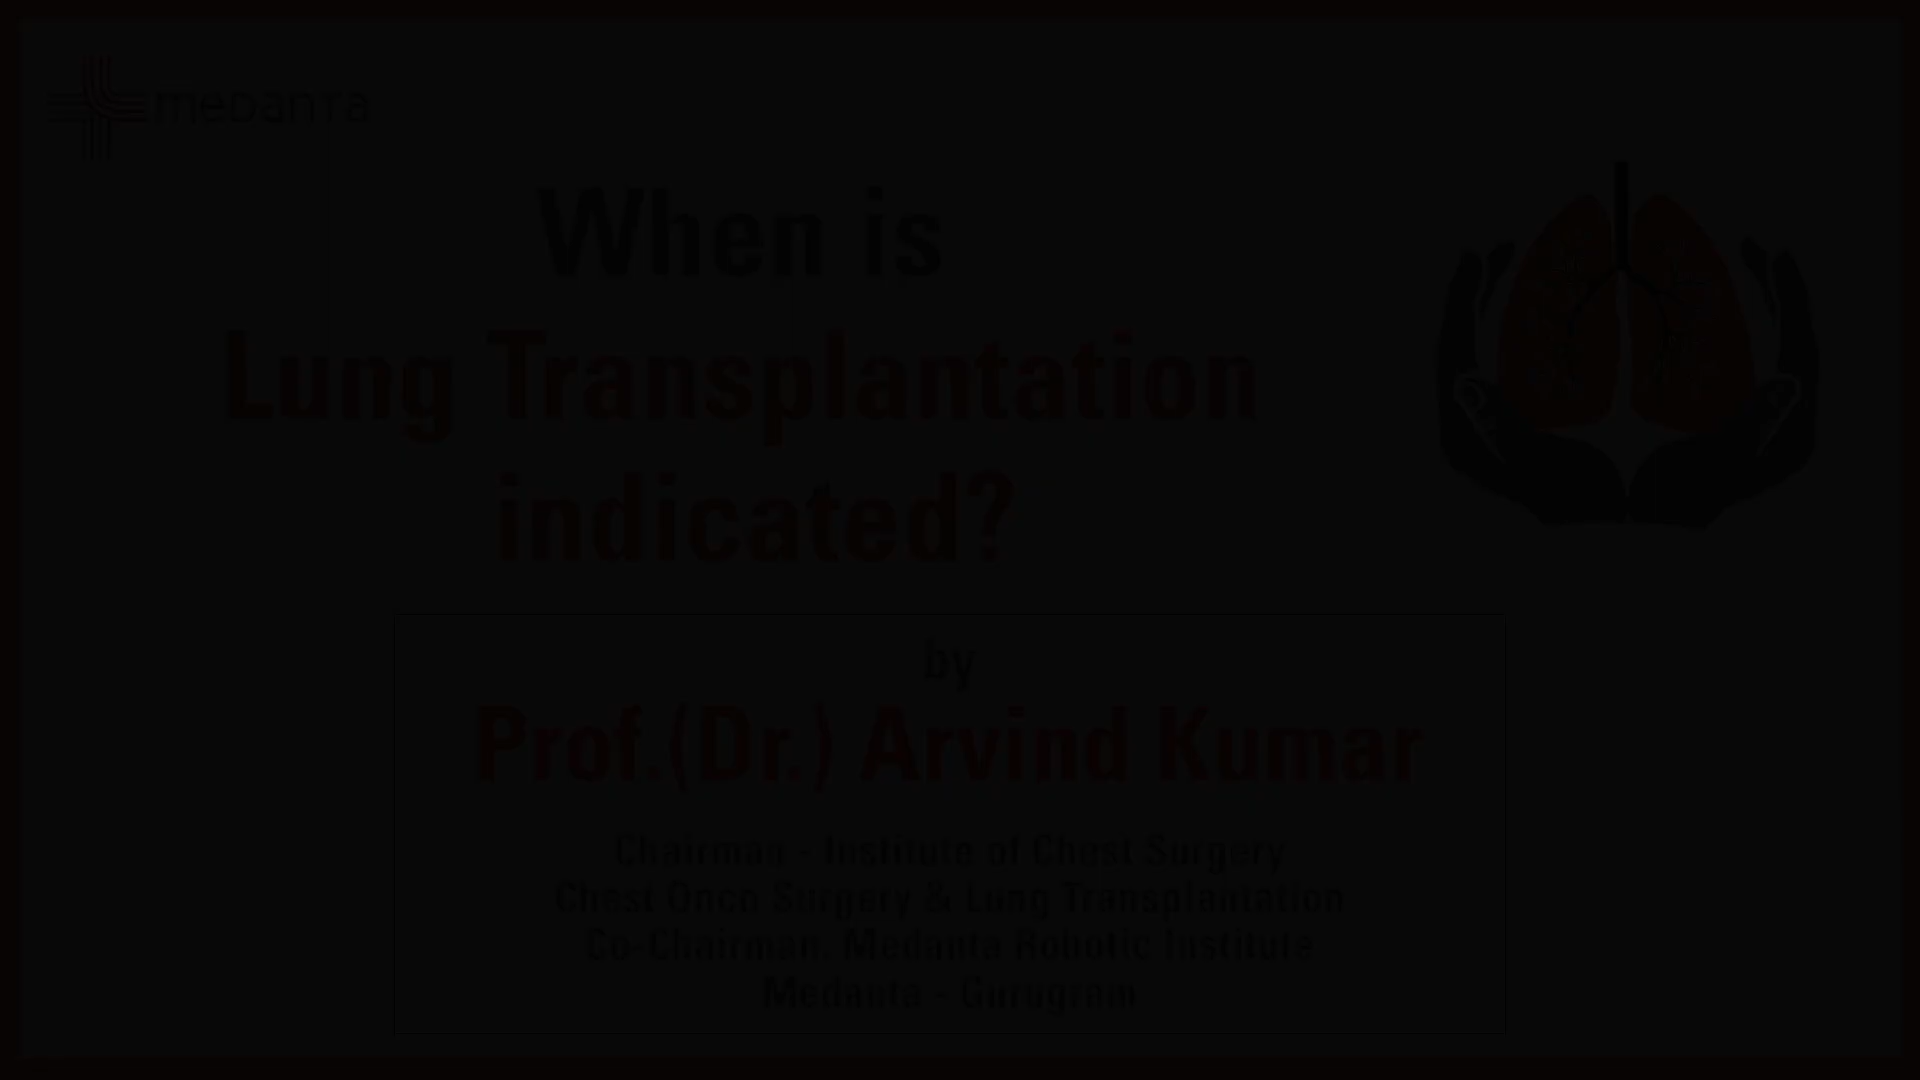 medanta
When is
Lung Transplantation
indicated?
by
Prof.(Dr.) Arvind Kumar
Chairman - Institute of Chest Surgery
Chest Onco Surgery & Lung Transplantation
Co-Chairman, Medanta Robotic Institute
Medanta - Gurugram